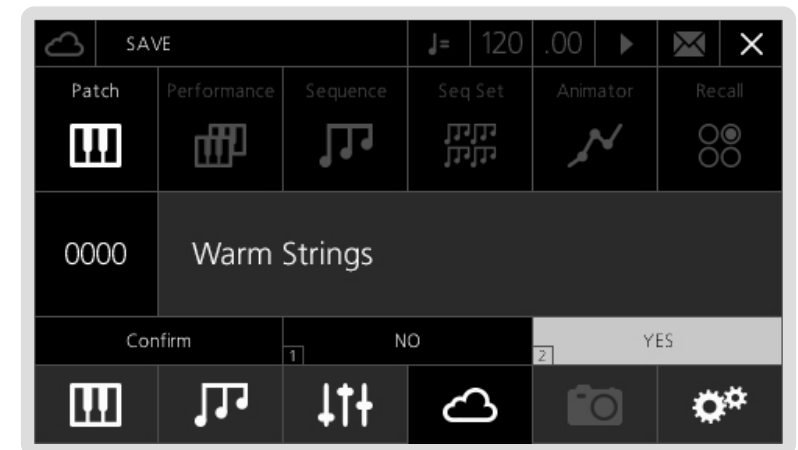 SAVE = 120 .00
Patch Performance Sequence Seq Set Animator Recall
0000 Warm Strings
Confirm 1 NO 2 YES